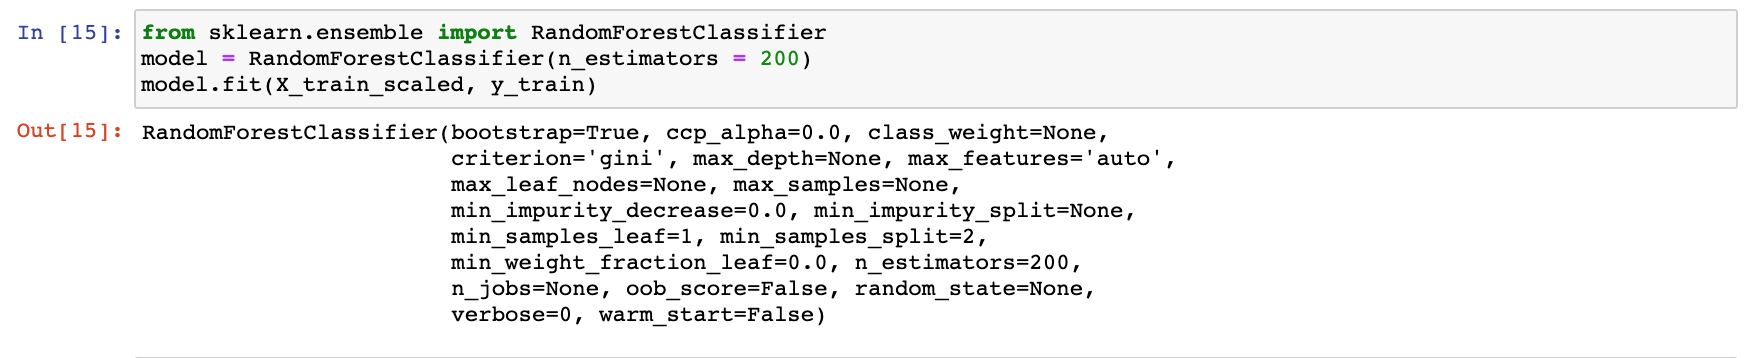 In [15]: from sklearn.ensemble import RandomForestClassifier
model = RandomForestClassifier(n_estimators = 200)
model.fit(X_train_scaled, y_train)
Out[15]: RandomForestClassifier(bootstrap=True, ccp_alpha=0.0, class_weight=None,
criterion='gini', max_depth=None, max_features='auto',
max_leaf_nodes=None, max_samples=None,
min_impurity_decrease=0.0, min_impurity_split=None,
min_samples_leaf=1, min_samples_split=2,
min_weight_fraction_leaf=0.0, n_estimators=200,
n_jobs=None, oob_score=False, random_state=None,
verbose=0, warm_start=False)